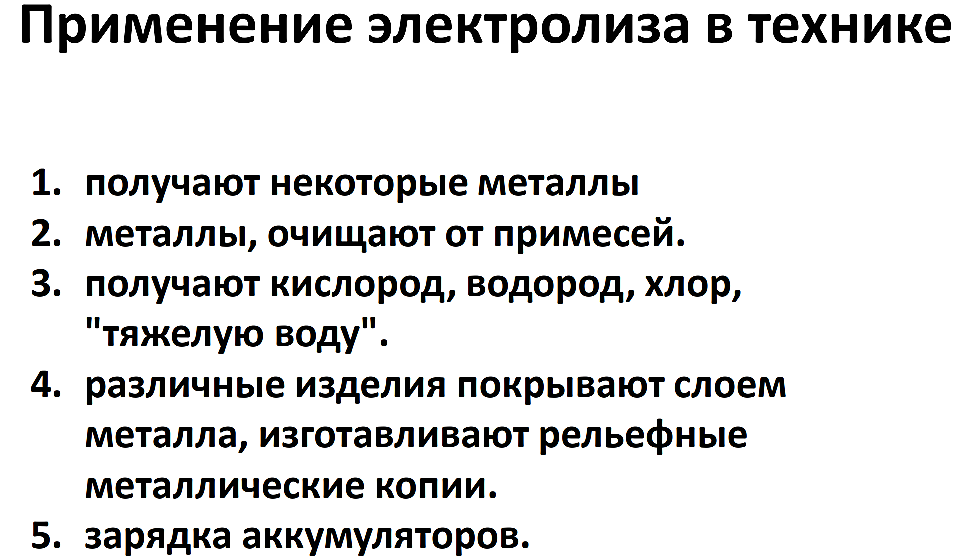 Применение электролиза в технике
1. получают некоторые металлы
2. металлы, очищают от примесей.
3. получают кислород, водород, хлор,
"тяжелую воду".
4. различные изделия покрывают слоем
металла, изготавливают рельефные
металлические копии.
5. зарядка аккумуляторов.